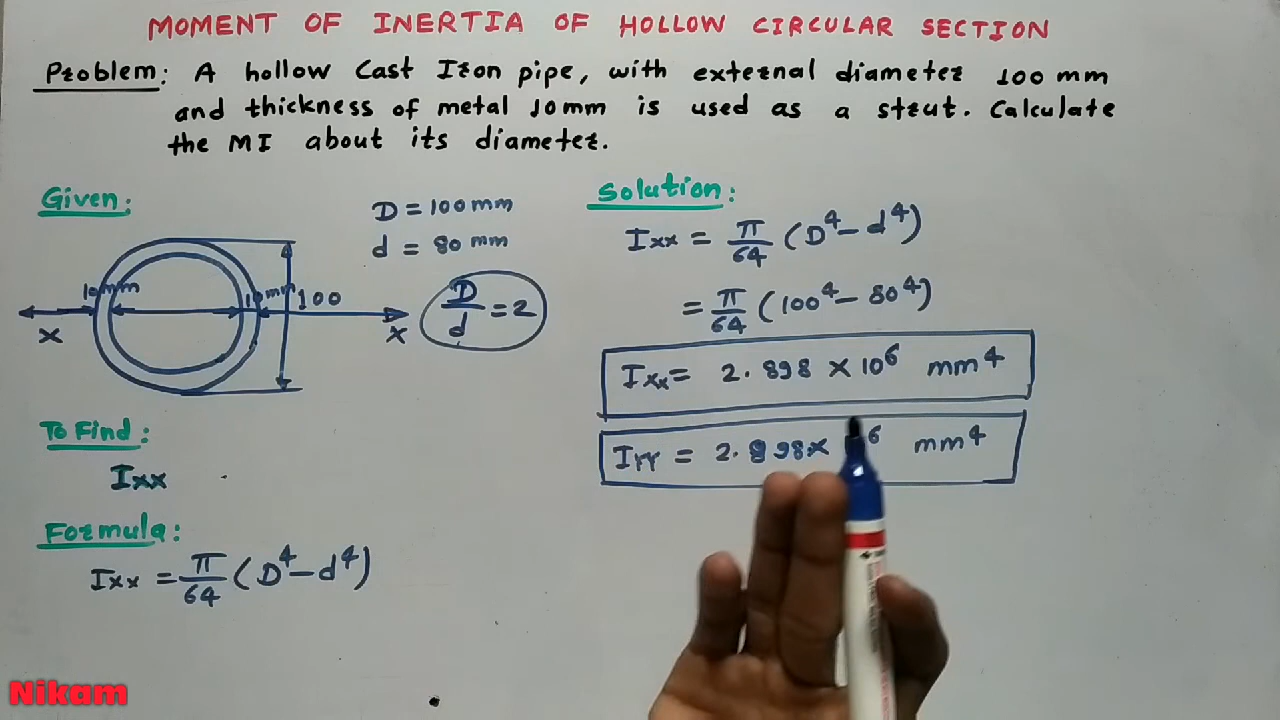 MOMENT OF INERTIA OF HOLLOW CIRCULAR SECTION
Problem: A hollow Cast Iron pipe, with external diameter 100 mm
and thickness of metal 10mm is used as a strut. Calculate
the MI about its diameter.
Given:
D = 100 mm
d = 80 mm
D/d = 2
10mm
10mm
100
X
X
To Find:
Ixx
Formula:
Ixx = π/64 (D⁴ - d⁴)
Solution:
Ixx = π/64 (D⁴ - d⁴)
= π/64 (100⁴ - 80⁴)
Ixx = 2.898 × 10⁶ mm⁴
IYY = 2.898 × ⁶ mm⁴
Nikam